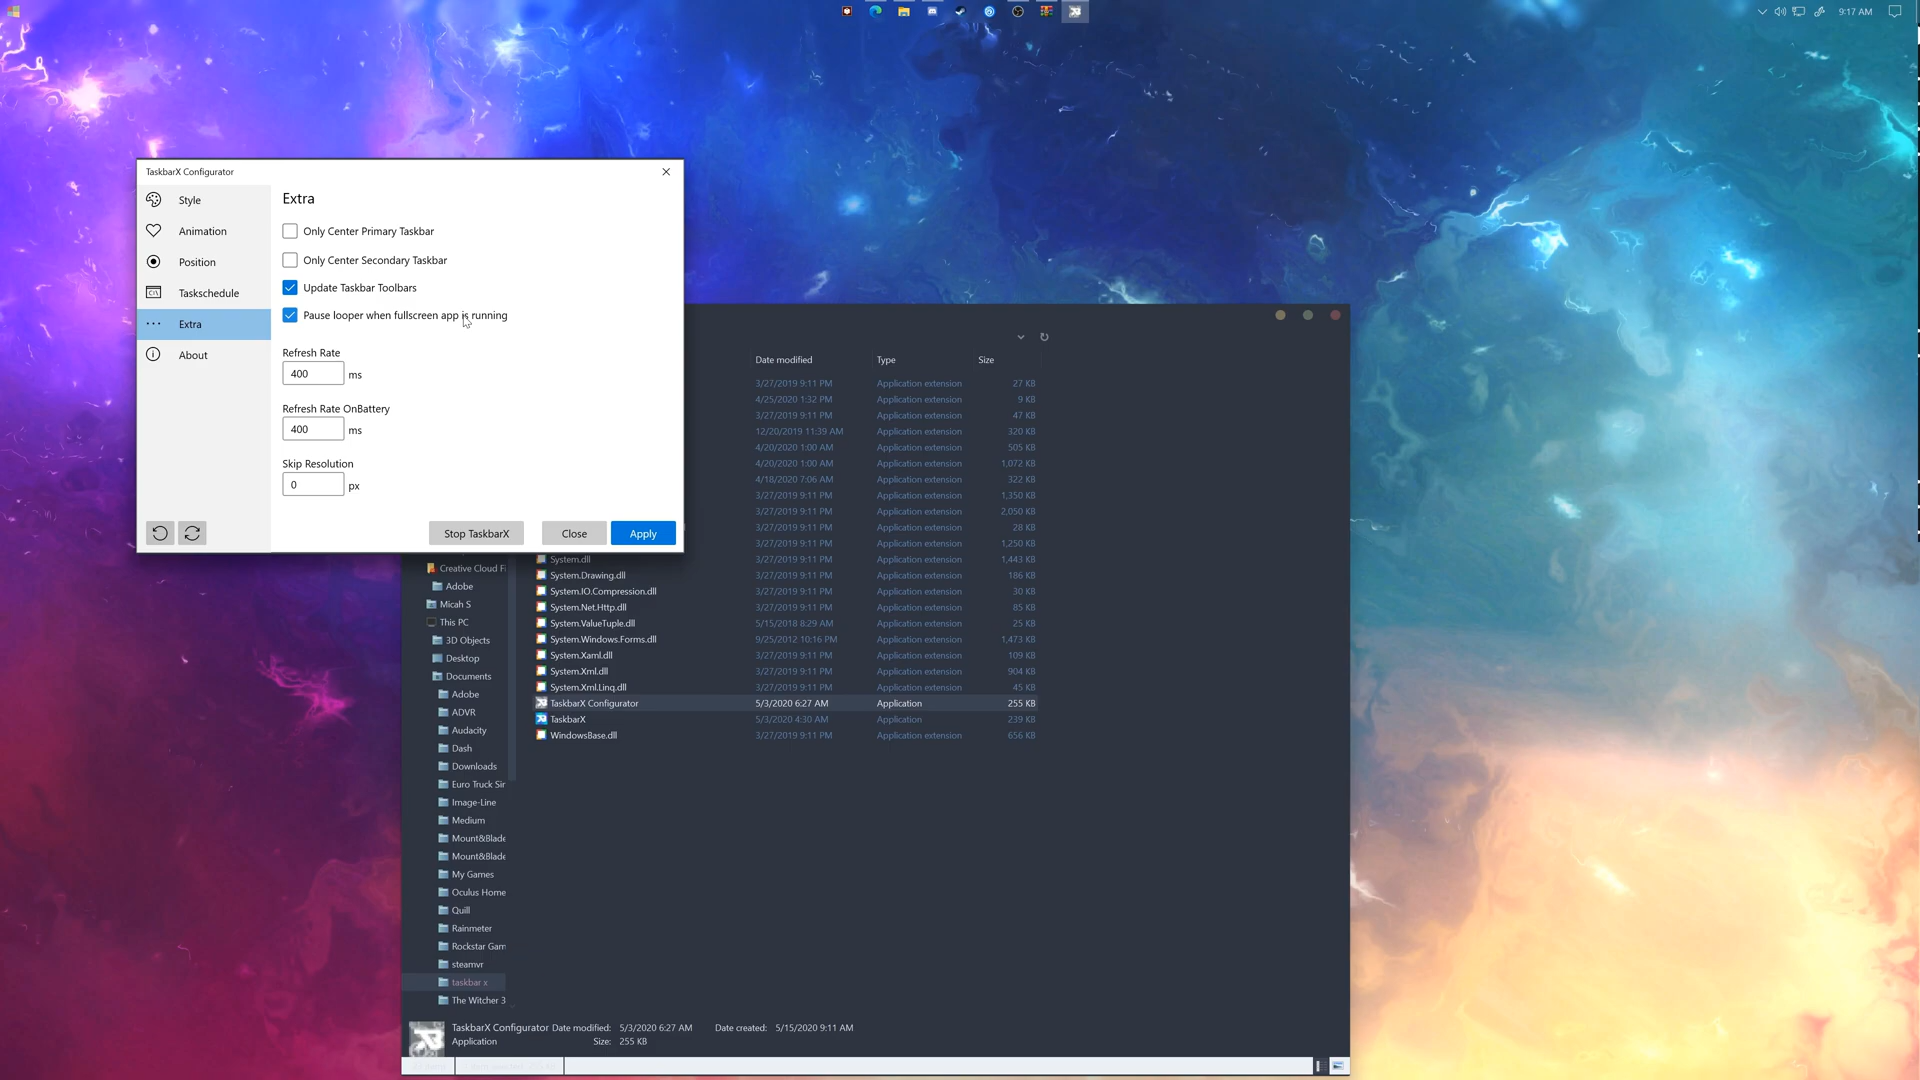 9:17 AM
TaskbarX Configurator
Style
Animation
Position
Taskschedule
Extra
About
Extra
Only Center Primary Taskbar
Only Center Secondary Taskbar
Update Taskbar Toolbars
Pause looper when fullscreen app is running
Refresh Rate
400 ms
Refresh Rate OnBattery
400 ms
Skip Resolution
0 px
Stop TaskbarX
Close
Apply
Date modified Type Size
3/27/2019 9:11 PM Application extension 27 KB
4/25/2020 1:32 PM Application extension 9 KB
3/27/2019 9:11 PM Application extension 47 KB
12/20/2019 11:39 AM Application extension 320 KB
4/20/2020 1:00 AM Application extension 505 KB
4/20/2020 1:00 AM Application extension 1,072 KB
4/18/2020 7:06 AM Application extension 322 KB
3/27/2019 9:11 PM Application extension 1,350 KB
3/27/2019 9:11 PM Application extension 2,050 KB
3/27/2019 9:11 PM Application extension 28 KB
3/27/2019 9:11 PM Application extension 1,250 KB
System.dll 3/27/2019 9:11 PM Application extension 1,443 KB
System.Drawing.dll 3/27/2019 9:11 PM Application extension 186 KB
System.IO.Compression.dll 3/27/2019 9:11 PM Application extension 30 KB
System.Net.Http.dll 3/27/2019 9:11 PM Application extension 85 KB
System.ValueTuple.dll 5/15/2018 8:29 AM Application extension 25 KB
System.Windows.Forms.dll 9/25/2012 10:16 PM Application extension 1,473 KB
System.Xaml.dll 3/27/2019 9:11 PM Application extension 109 KB
System.Xml.dll 3/27/2019 9:11 PM Application extension 904 KB
System.Xml.Linq.dll 3/27/2019 9:11 PM Application extension 45 KB
TaskbarX Configurator 5/3/2020 6:27 AM Application 255 KB
TaskbarX 5/3/2020 4:30 AM Application 239 KB
WindowsBase.dll 3/27/2019 9:11 PM Application extension 656 KB
Creative Cloud Fi
Adobe
Micah S
This PC
3D Objects
Desktop
Documents
Adobe
ADVR
Audacity
Dash
Downloads
Euro Truck Sir
Image-Line
Medium
Mount&Blade
Mount&Blade
My Games
Oculus Home
Quill
Rainmeter
Rockstar Gam
steamvr
taskbar x
The Witcher 3
TaskbarX Configurator Date modified: 5/3/2020 6:27 AM Date created: 5/15/2020 9:11 AM
Application Size: 255 KB